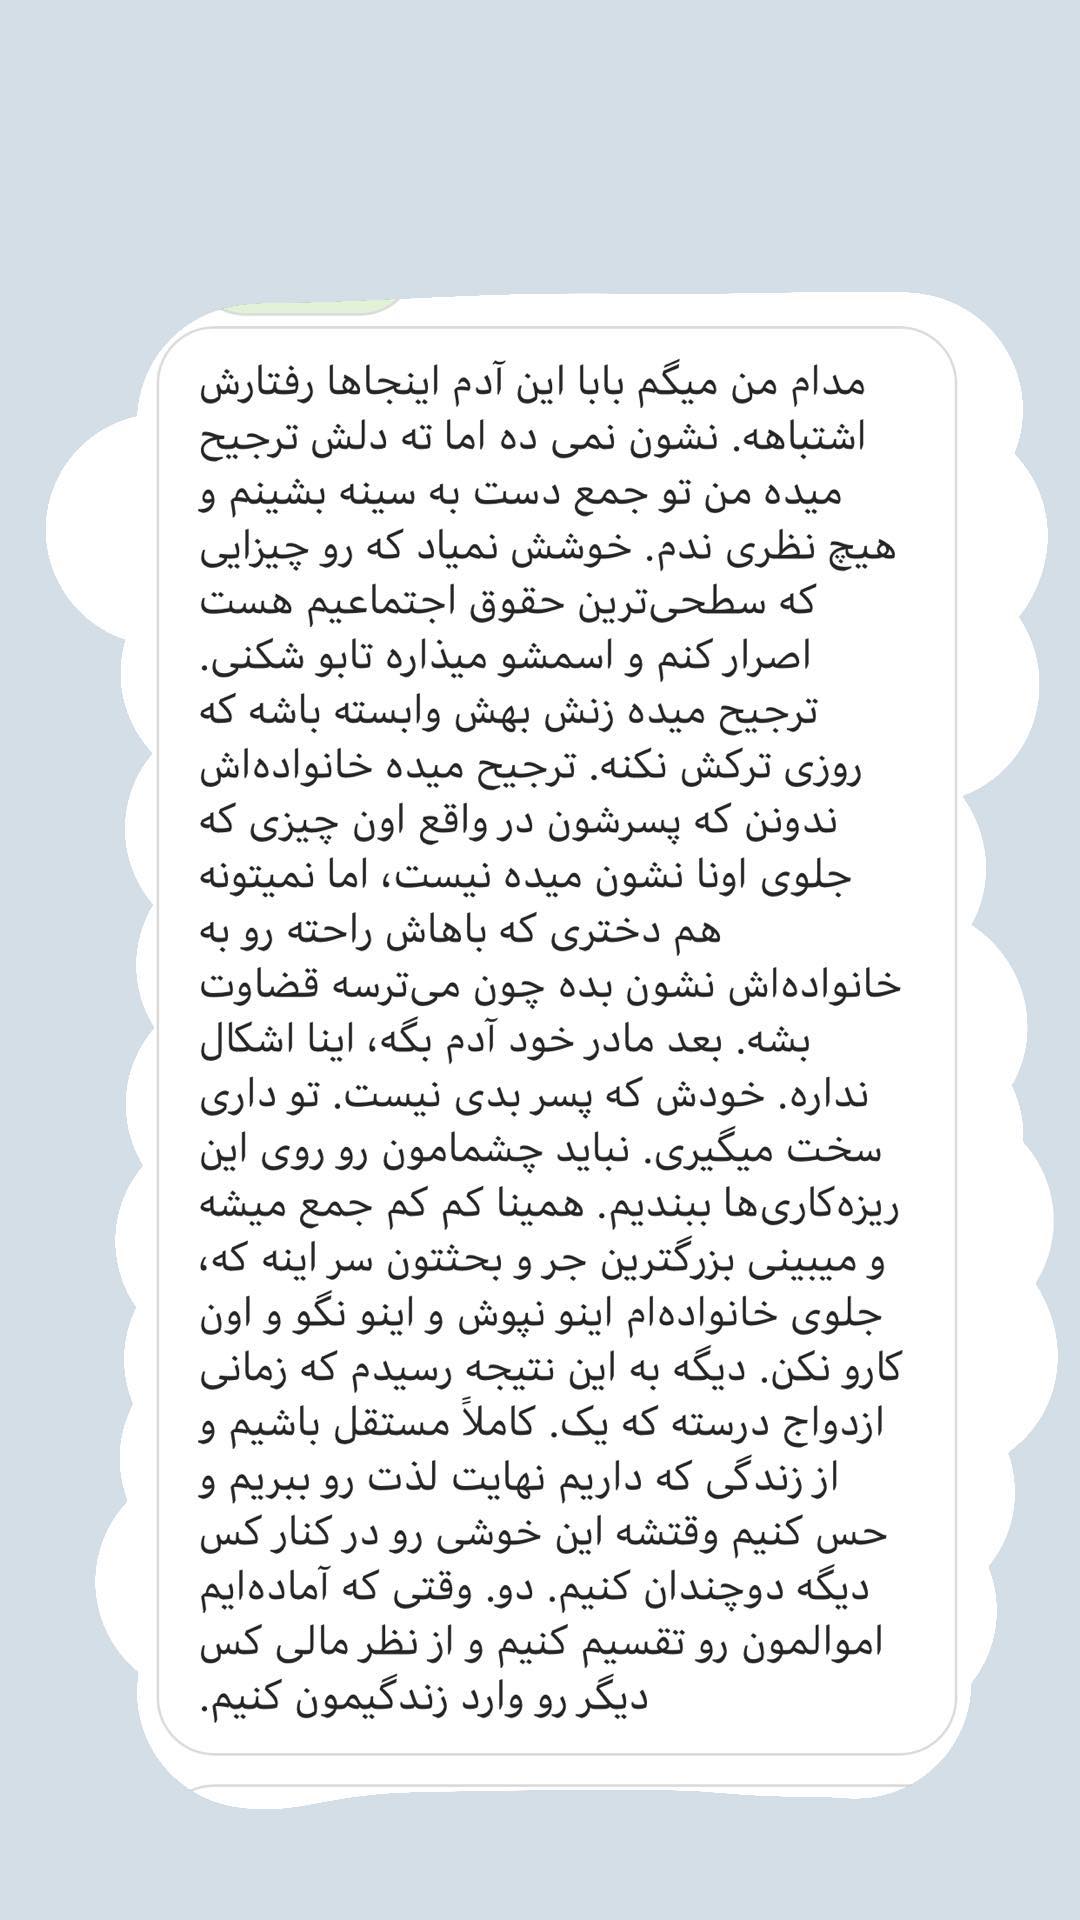 مدام من میگم بابا این آدم اینجاها رفتارش
اشتباهه. نشون نمی ده اما ته دلش ترجیح
میده من تو جمع دست به سینه بشینم و
هیچ نظری ندم. خوشش نمیاد که رو چیزایی
که سطحی‌ترین حقوق اجتماعیم هست
اصرار کنم و اسمشو میذاره تابو شکنی.
ترجیح میده زنش بهش وابسته باشه که
روزی ترکش نکنه. ترجیح میده خانواده‌اش
ندونن که پسرشون در واقع اون چیزی که
جلوی اونا نشون میده نیست، اما نمیتونه
هم دختری که باهاش راحته رو به
خانواده‌اش نشون بده چون می‌ترسه قضاوت
بشه. بعد مادر خود آدم بگه، اینا اشکال
نداره. خودش که پسر بدی نیست. تو داری
سخت میگیری. نباید چشمامون رو روی این
ریزه‌کاری‌ها ببندیم. همینا کم کم جمع میشه
و میبینی بزرگترین جر و بحثتون سر اینه که،
جلوی خانواده‌ام اینو نپوش و اینو نگو و اون
کارو نکن. دیگه به این نتیجه رسیدم که زمانی
ازدواج درسته که یک. کاملاً مستقل باشیم و
از زندگی که داریم نهایت لذت رو ببریم و
حس کنیم وقتشه این خوشی رو در کنار کس
دیگه دوچندان کنیم. دو. وقتی که آماده‌ایم
اموالمون رو تقسیم کنیم و از نظر مالی کس
دیگر رو وارد زندگیمون کنیم.